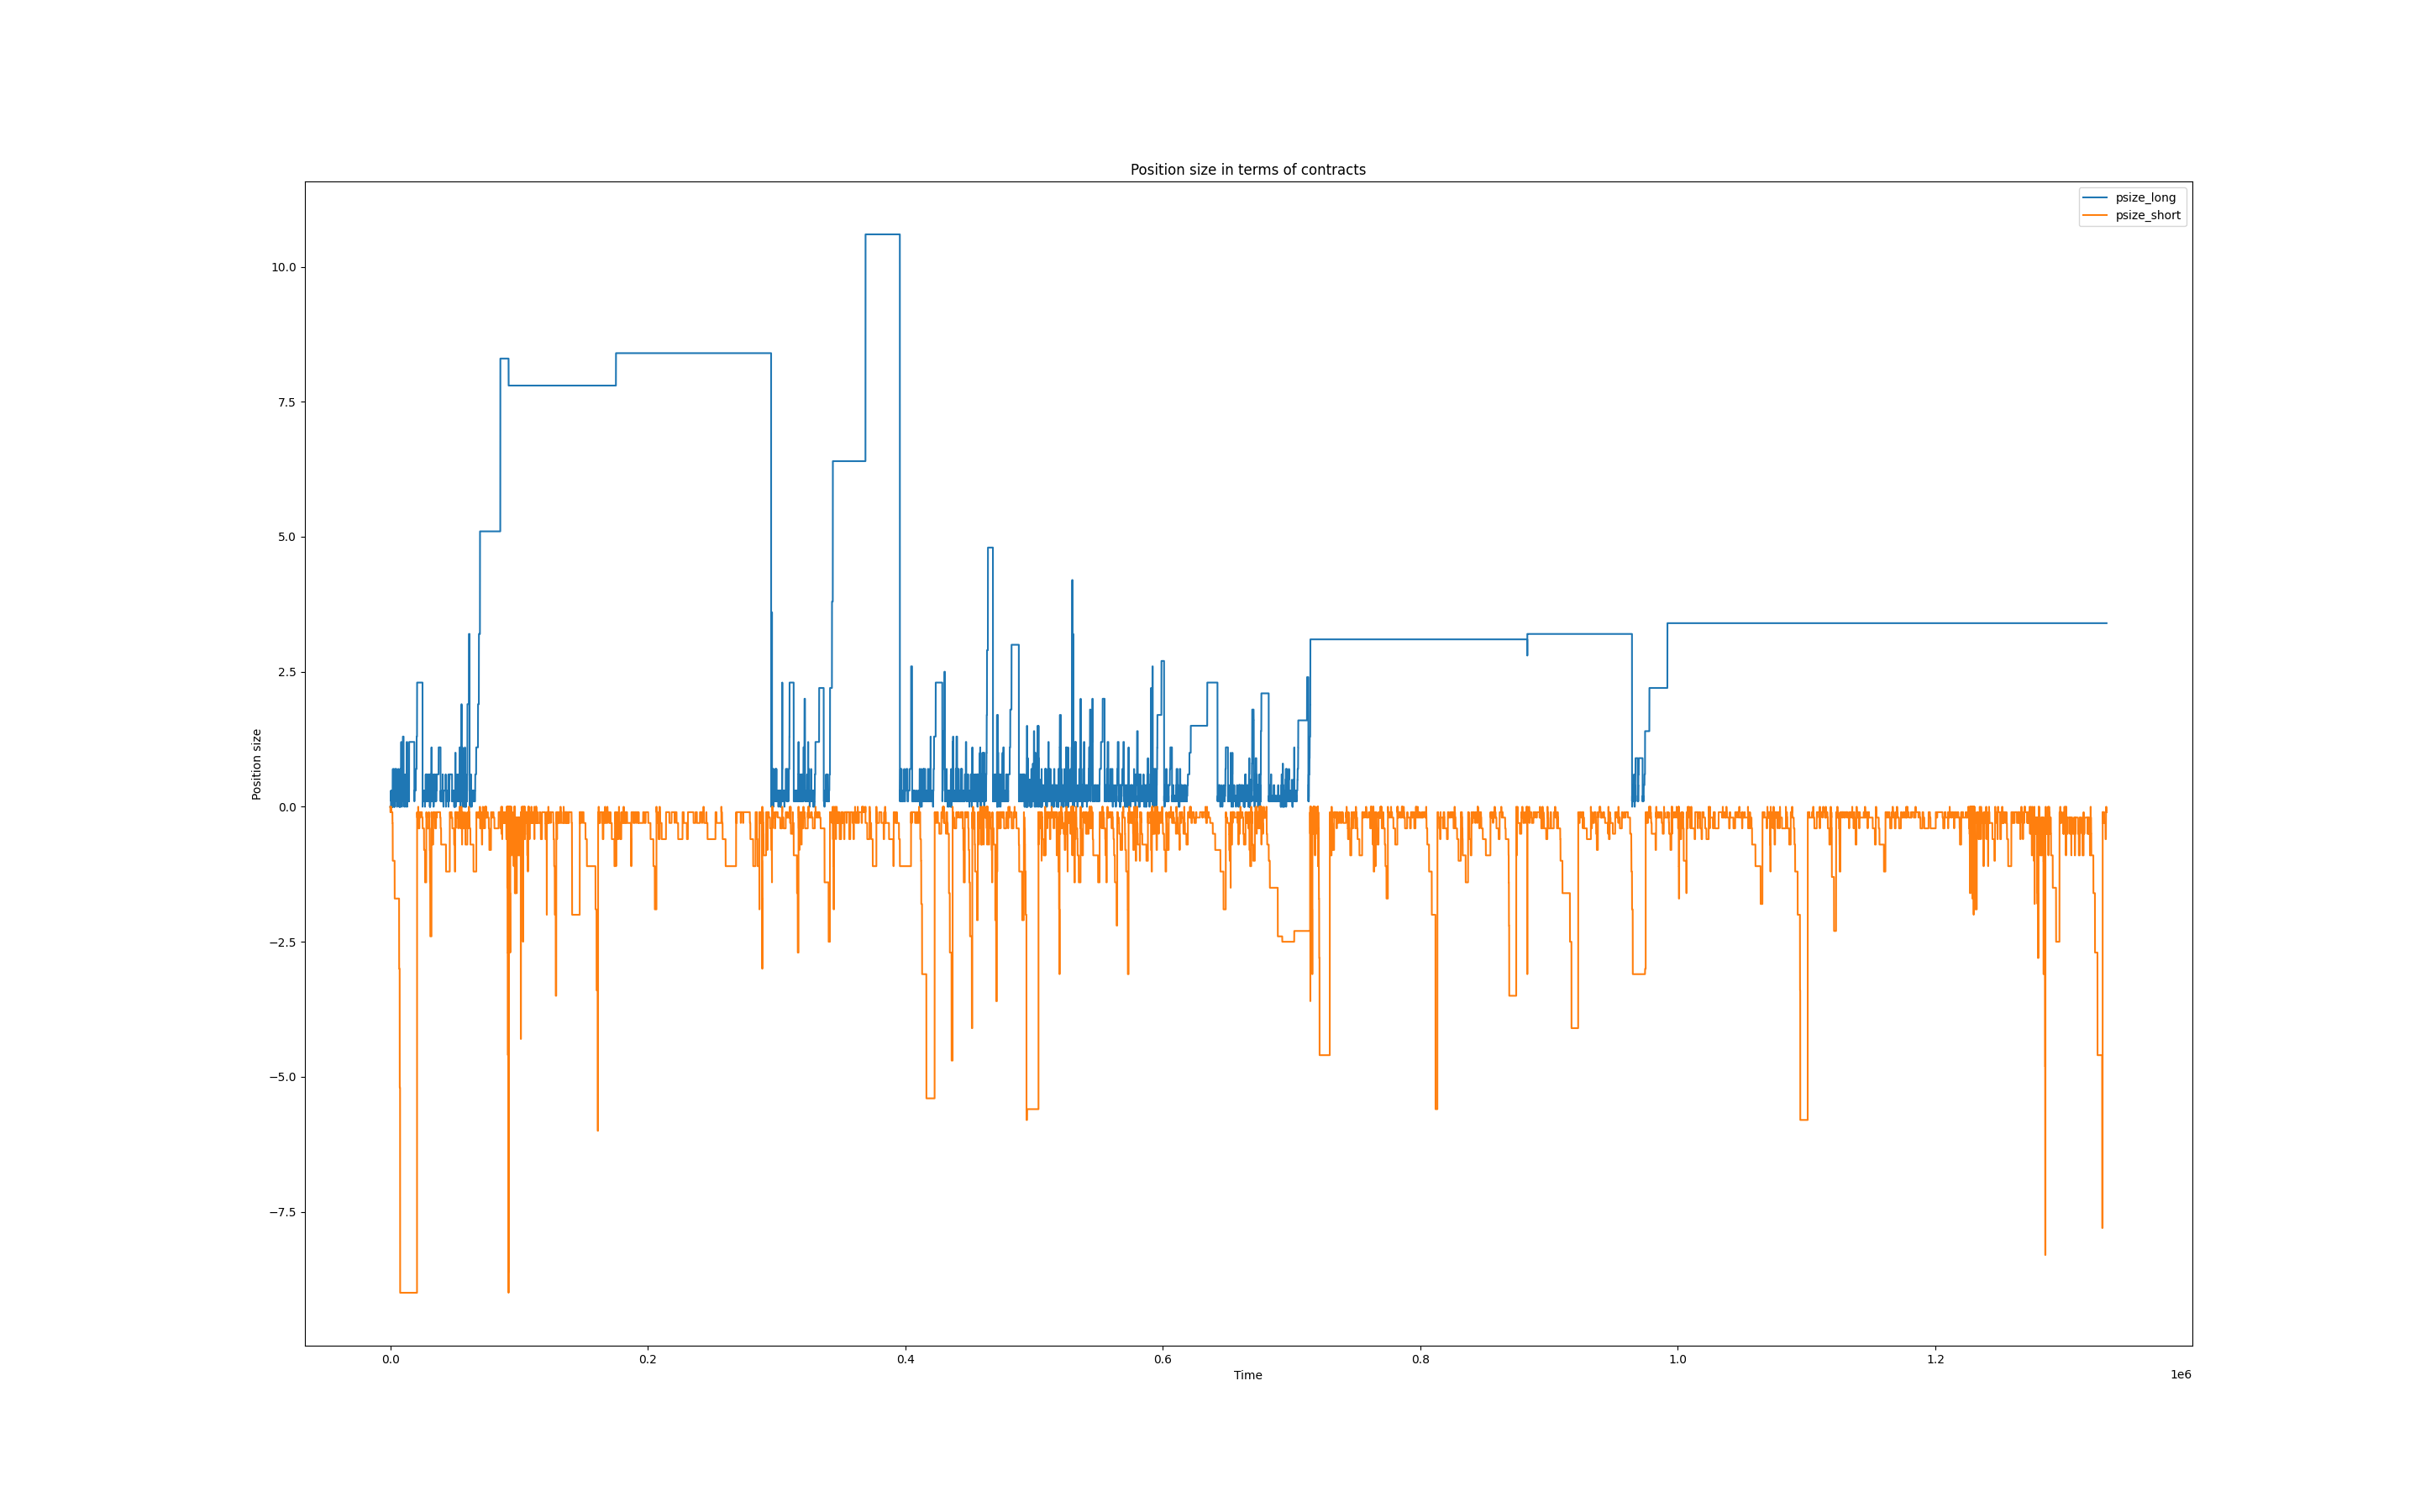 Position size in terms of contracts
psize_long
psize_short
10.0
7.5
5.0
2.5
0.0
−2.5
−5.0
−7.5
Position size
0.0
0.2
0.4
0.6
0.8
1.0
1.2
1e6
Time